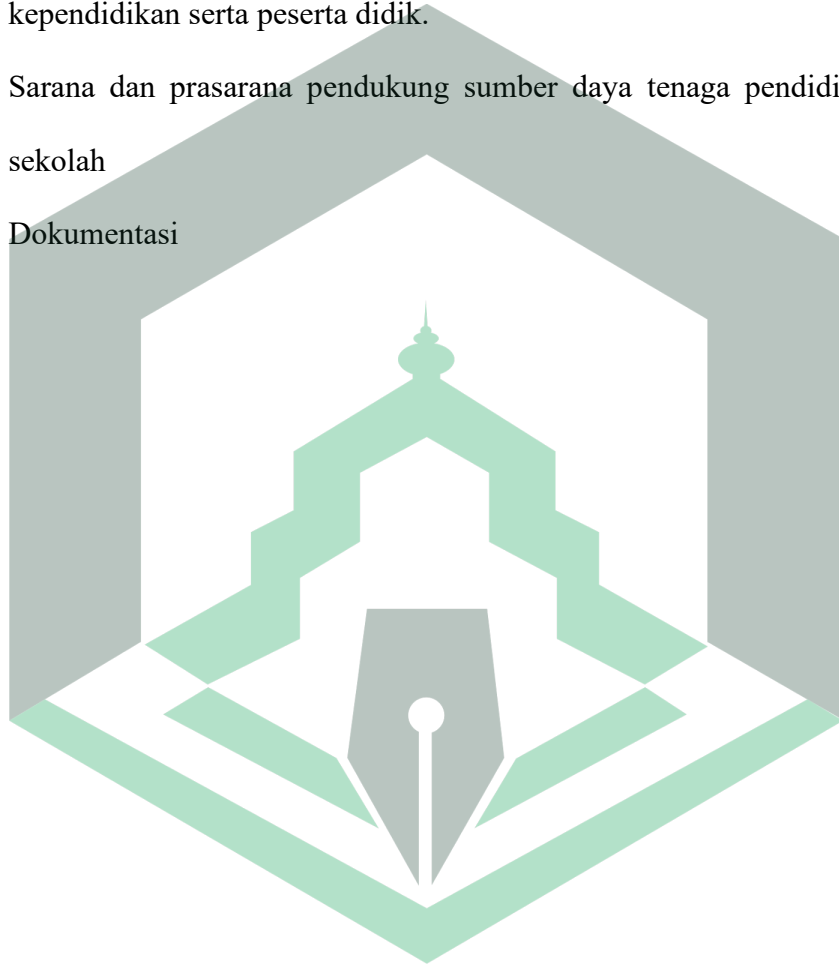 kependidikan serta peserta didik.
Sarana dan prasarana pendukung sumber daya tenaga pendidi
sekolah
Dokumentasi